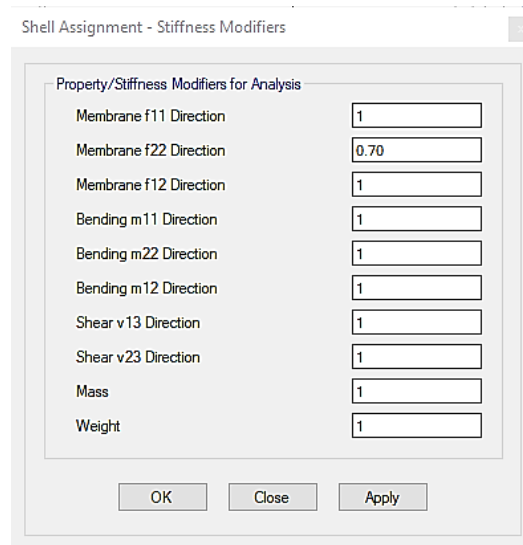 Shell Assignment - Stiffness Modifiers
Property/Stiffness Modifiers for Analysis
Membrane f11 Direction 1
Membrane f22 Direction 0.70
Membrane f12 Direction 1
Bending m11 Direction 1
Bending m22 Direction 1
Bending m12 Direction 1
Shear v13 Direction 1
Shear v23 Direction 1
Mass 1
Weight 1
OK Close Apply